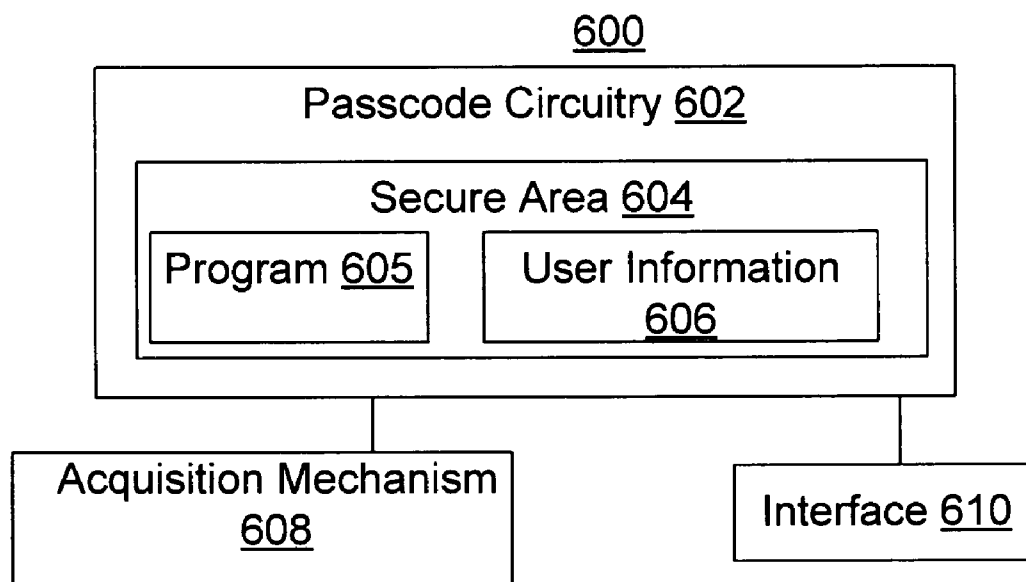 600
Passcode Circuitry 602
Secure Area 604
Program 605
User Information
606
Acquisition Mechanism
608
Interface 610